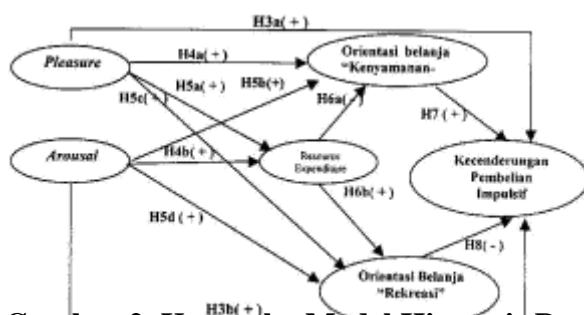 H3a(+)
Pleasure
H4a(+)
Orientasi belanja
"Kenyamanan-
H5a(+)
H5b(+)
H5c(+)
H6a(-)
H7(+)
Arousal
H4b(+)
Resource
Expenditure
Kecenderungan
Pembelian
Impulsif
H6b(+)
H5d(+)
H8(-)
Orientasi Belanja
"Rekreasi"
H3b(+)